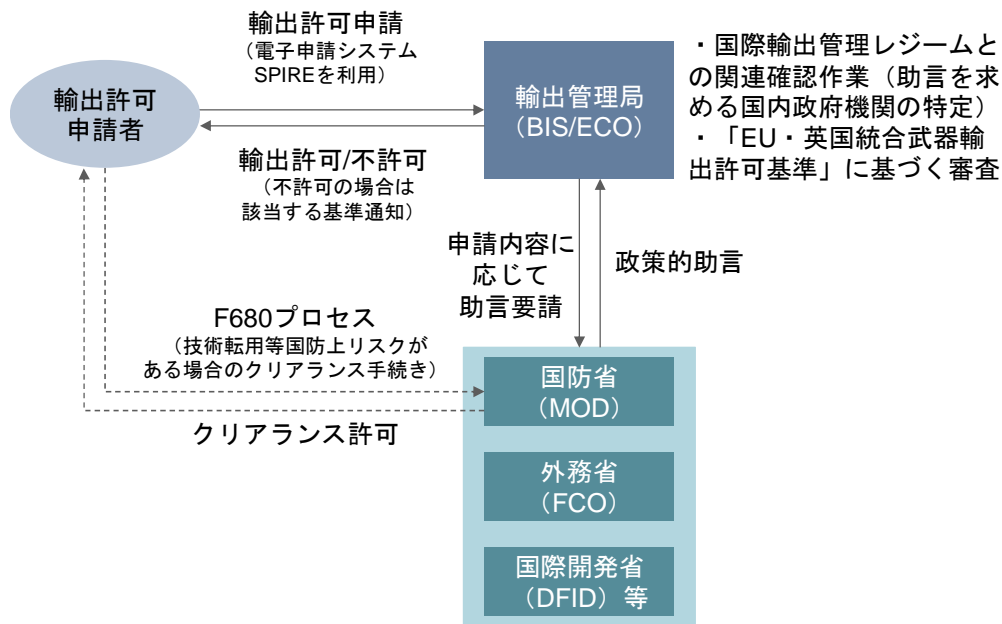 輸出許可申請
（電子申請システム
SPIREを利用）
輸出許可
申請者
輸出管理局
（BIS/ECO）
・国際輸出管理レジームと
の関連確認作業（助言を求
める国内政府機関の特定）
・「EU・英国統合武器輸
出許可基準」に基づく審査
輸出許可/不許可
（不許可の場合は
該当する基準通知）
申請内容に
応じて
助言要請
政策的助言
F680プロセス
（技術転用等国防上リスクが
ある場合のクリアランス手続き）
クリアランス許可
国防省
（MOD）
外務省
（FCO）
国際開発省
（DFID）等